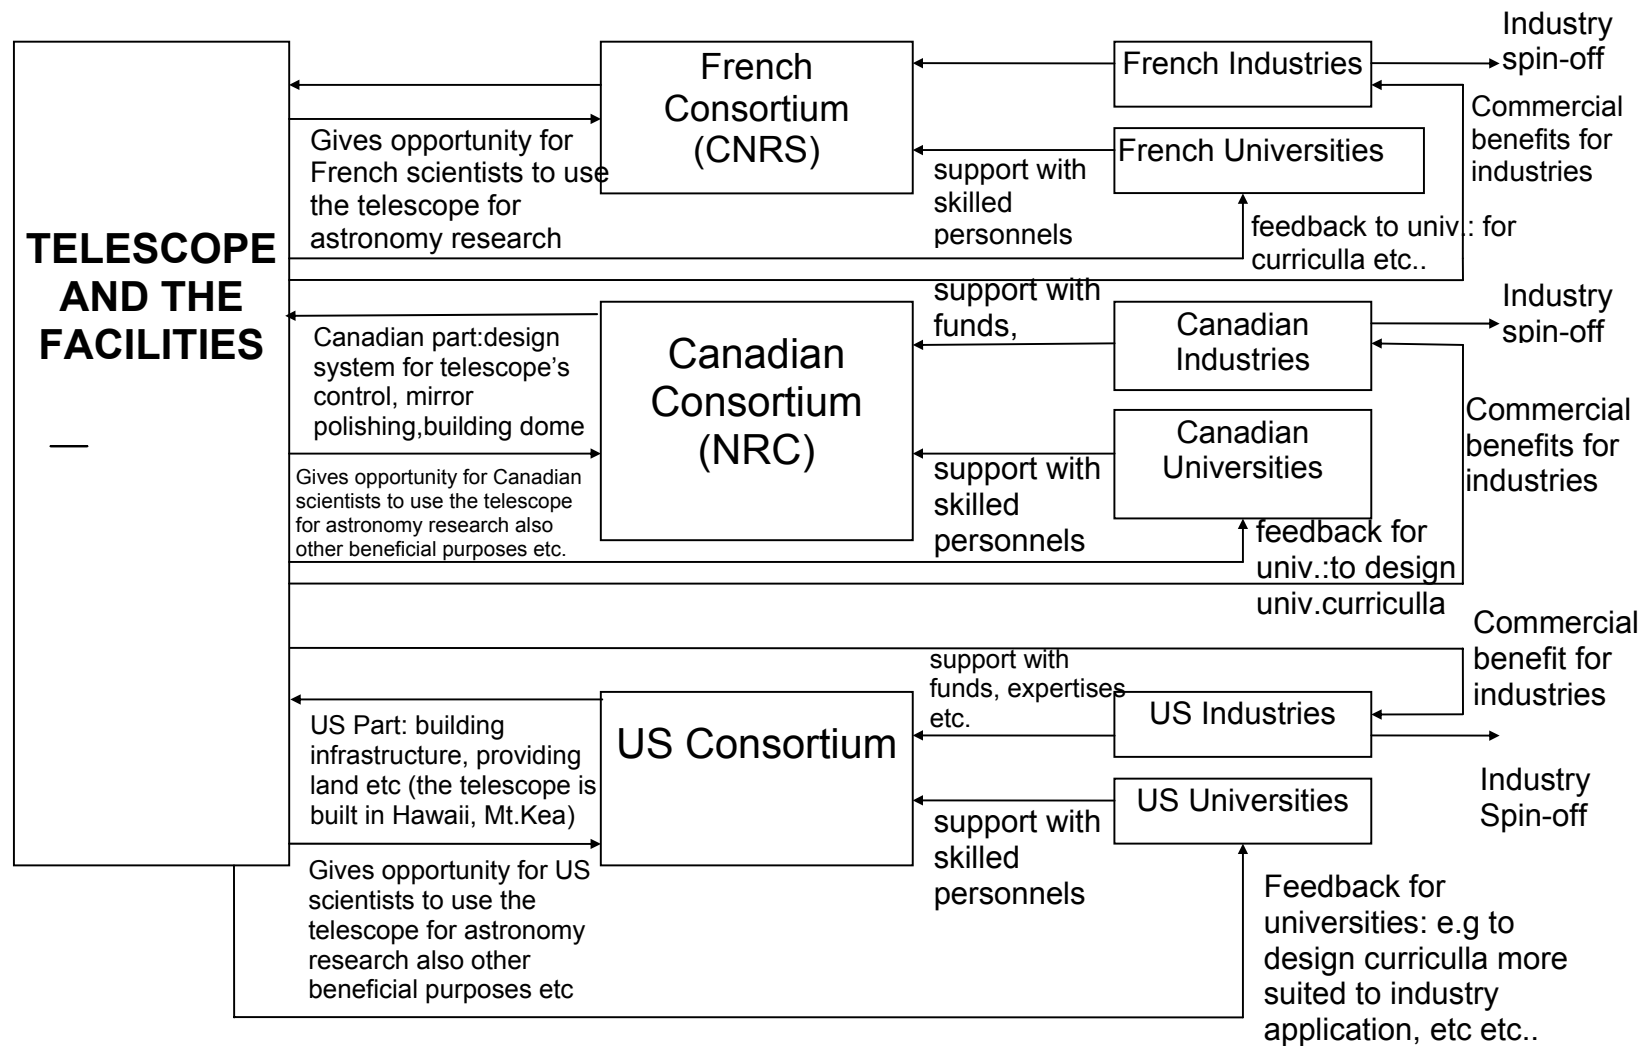 TELESCOPE
AND THE
FACILITIES
French
Consortium
(CNRS)
French Industries
Industry
spin-off
Commercial
benefits for
industries
Gives opportunity for
French scientists to use
the telescope for
astronomy research
French Universities
support with
skilled
personnels
feedback to univ.: for
curriculla etc..
Canadian part:design
system for telescope’s
control, mirror
polishing,building dome
Canadian
Consortium
(NRC)
support with
funds,
Canadian
Industries
Industry
spin-off
Commercial
benefits for
industries
Gives opportunity for Canadian
scientists to use the telescope
for astronomy research also
other beneficial purposes etc.
support with
skilled
personnels
Canadian
Universities
feedback for
univ.:to design
univ.curriculla
Commercial
benefit for
industries
US Part: building
infrastructure, providing
land etc (the telescope is
built in Hawaii, Mt.Kea)
US Consortium
support with
funds, expertises
etc.
US Industries
Industry
Spin-off
Gives opportunity for US
scientists to use the
telescope for astronomy
research also other
beneficial purposes etc
support with
skilled
personnels
US Universities
Feedback for
universities: e.g to
design curriculla more
suited to industry
application, etc etc..